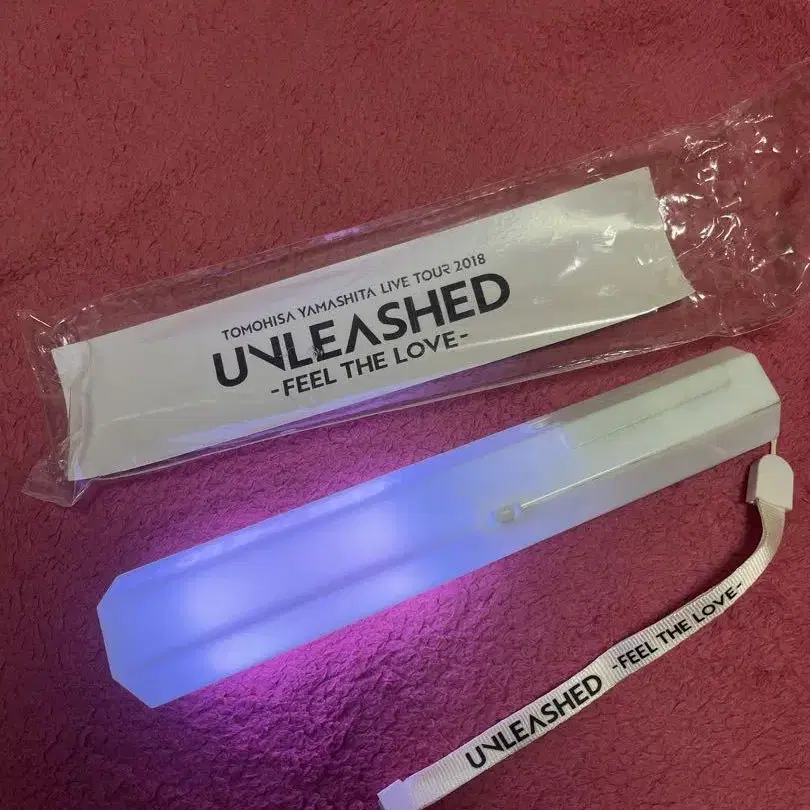 TOMOHISA YAMASHITA LIVE TOUR 2018
UNLEASHED
-FEEL THE LOVE-
UNLEASHED -FEEL THE LOVE-